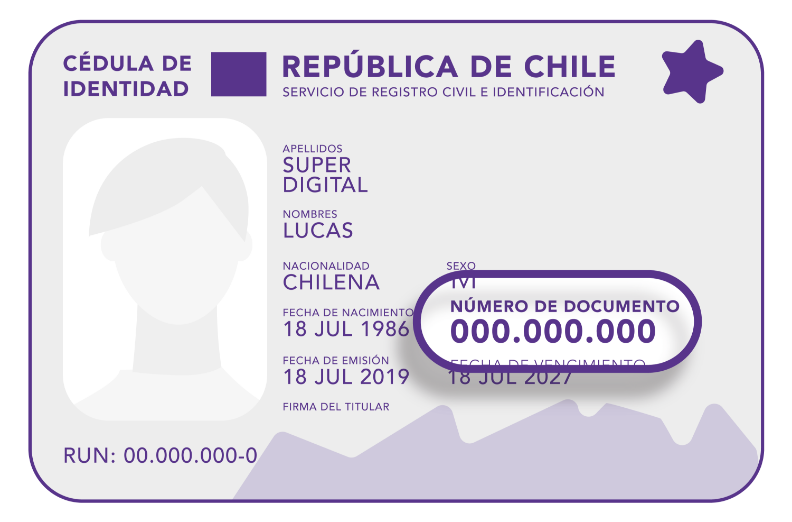 CÉDULA DE
IDENTIDAD
REPÚBLICA DE CHILE
SERVICIO DE REGISTRO CIVIL E IDENTIFICACIÓN
APELLIDOS
SUPER
DIGITAL
NOMBRES
LUCAS
NACIONALIDAD
CHILENA
SEXO
M
FECHA DE NACIMIENTO
18 JUL 1986
NÚMERO DE DOCUMENTO
000.000.000
FECHA DE EMISIÓN
18 JUL 2019
FECHA DE VENCIMIENTO
18 JUL 2027
FIRMA DEL TITULAR
RUN: 00.000.000-0